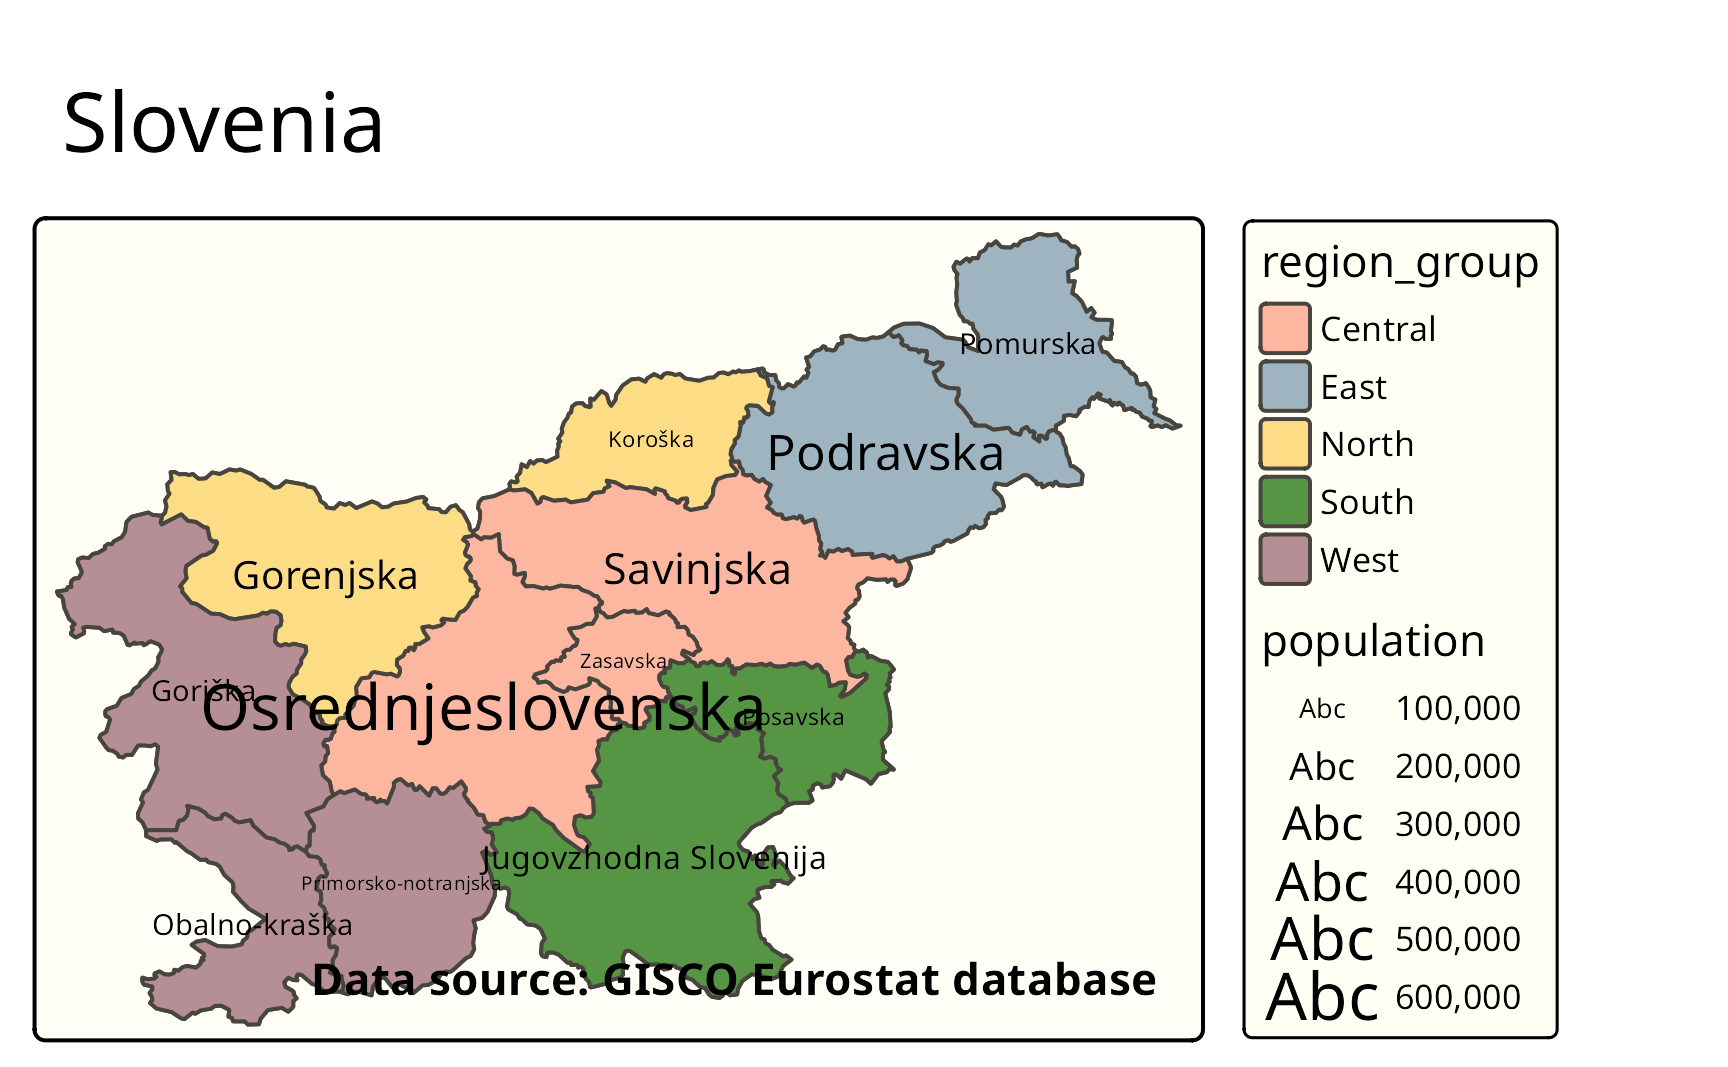 Slovenia
Pomurska
Koroška
Podravska
Gorenjska
Savinjska
Zasavska
Goriška
Osrednjeslovenska
Posavska
Jugovzhodna Slovenija
Primorsko-notranjska
Obalno-kraška
Data source: GISCO Eurostat database
region_group
Central
East
North
South
West
population
Abc 100,000
Abc 200,000
Abc 300,000
Abc 400,000
Abc 500,000
Abc 600,000